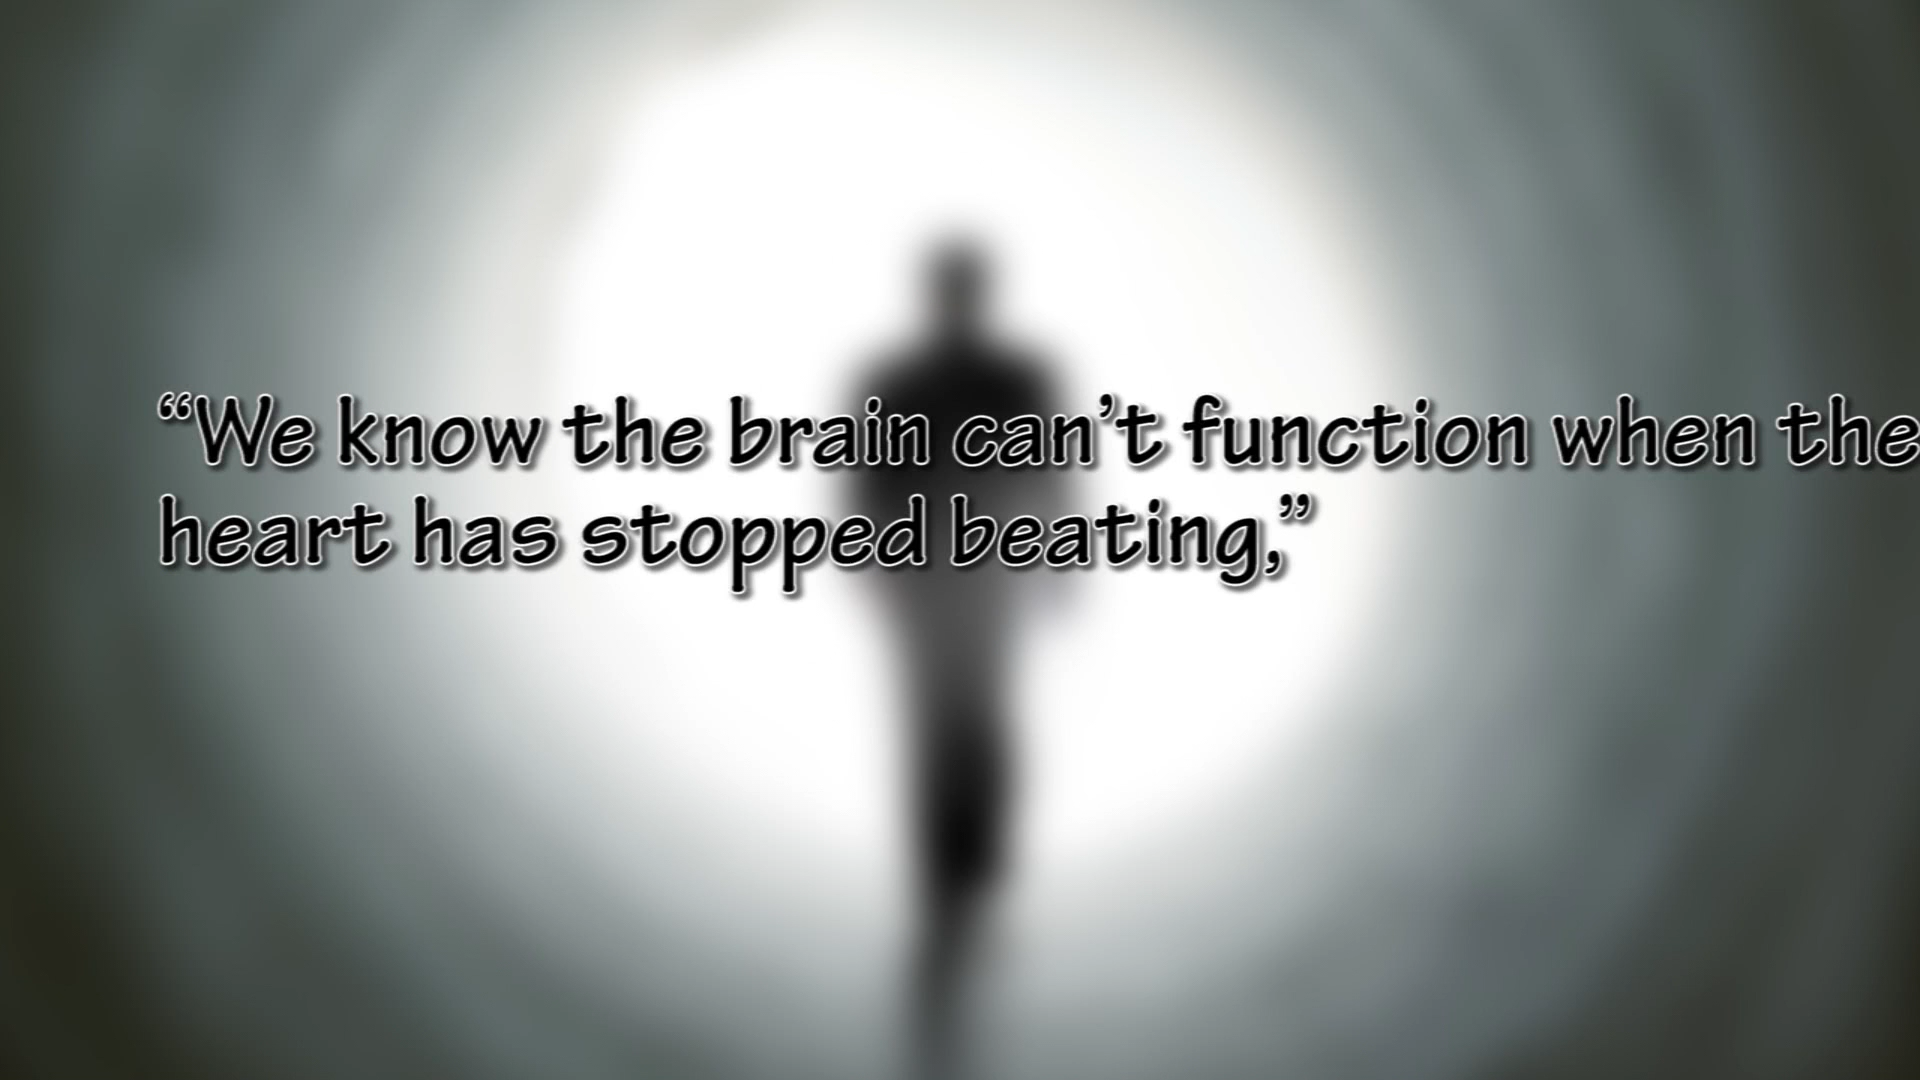 “We know the brain can’t function when the
heart has stopped beating,”